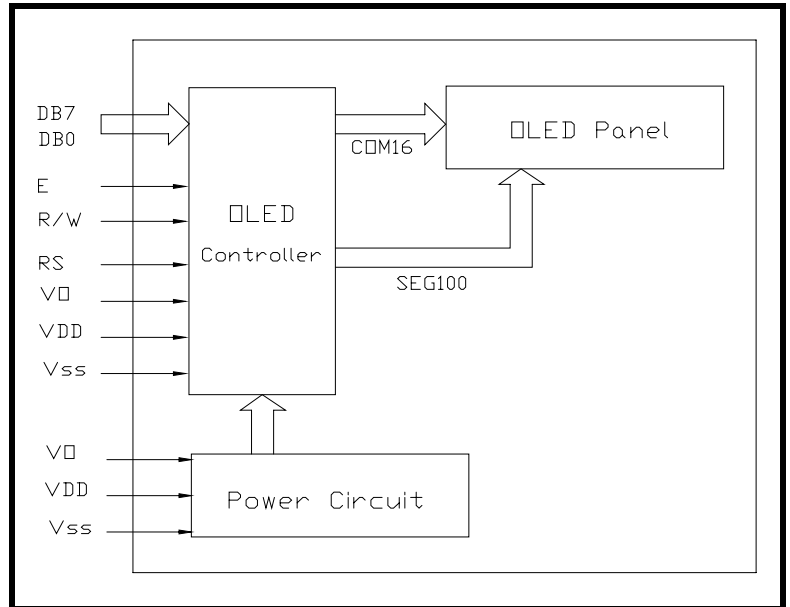 DB7
DB0
E
R/W
RS
VO
VDD
Vss
OLED
Controller
COM16
SEG100
OLED Panel
VO
VDD
Vss
Power Circuit